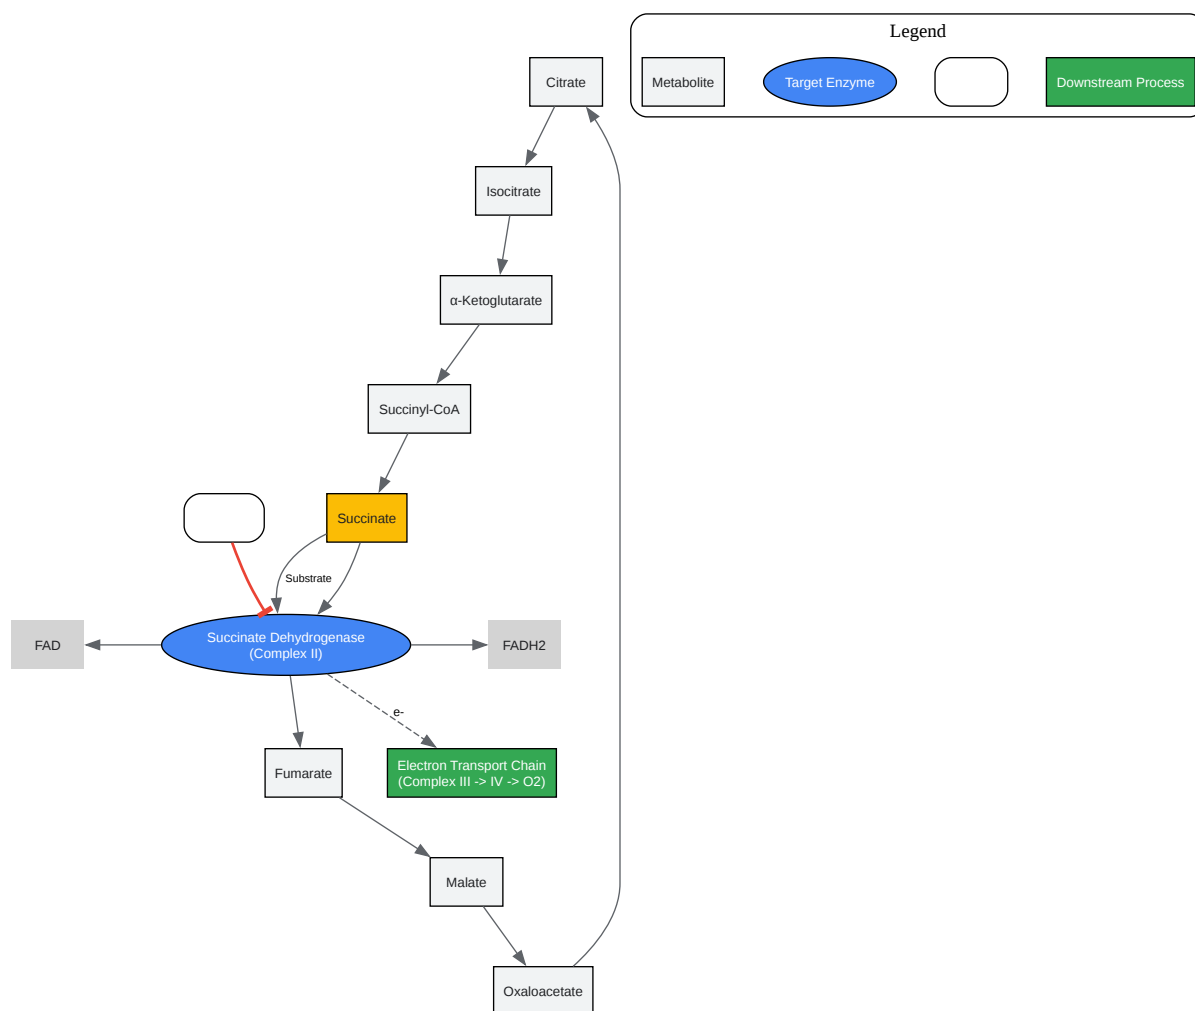 Legend
Metabolite
Target Enzyme
Downstream Process
Citrate
Isocitrate
α-Ketoglutarate
Succinyl-CoA
Succinate
Substrate
FAD
Succinate Dehydrogenase
(Complex II)
FADH2
e-
Fumarate
Electron Transport Chain
(Complex III -> IV -> O2)
Malate
Oxaloacetate